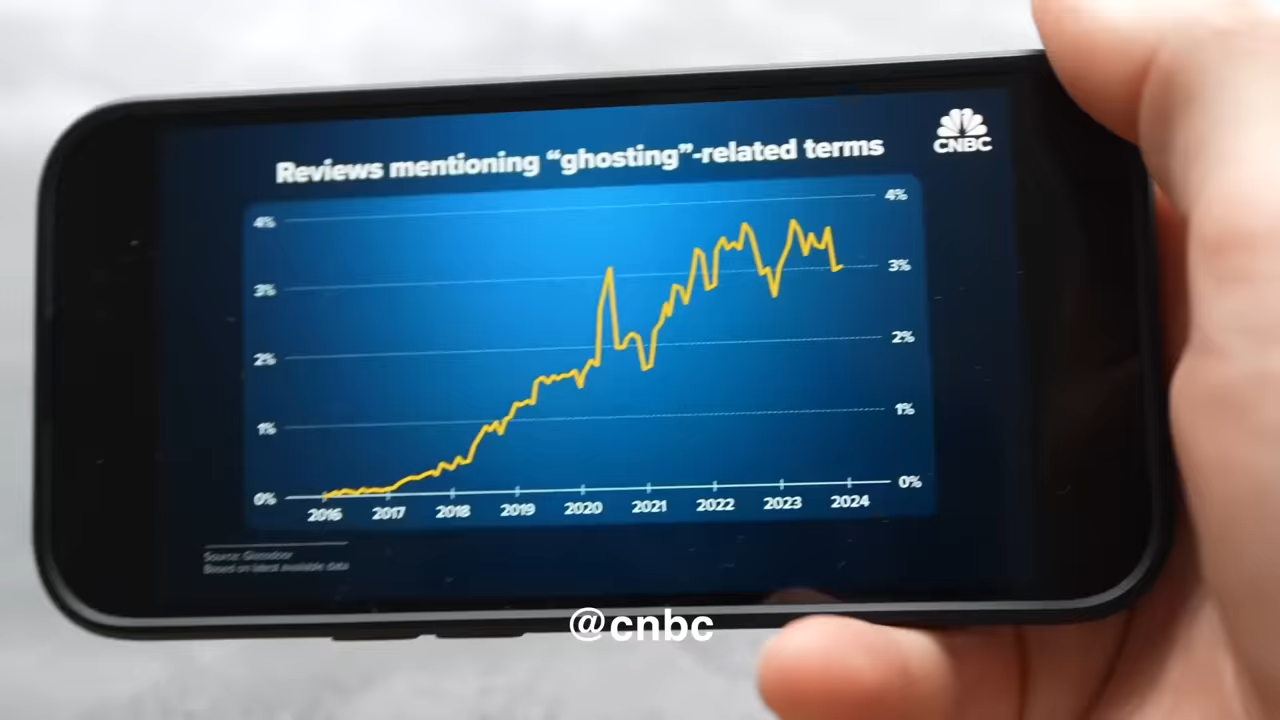 CNBC
Reviews mentioning “ghosting”-related terms
4% 4%
3% 3%
2% 2%
1% 1%
0% 0%
2016 2017 2018 2019 2020 2021 2022 2023 2024
Source: Glassdoor
Based on latest available data
@cnbc